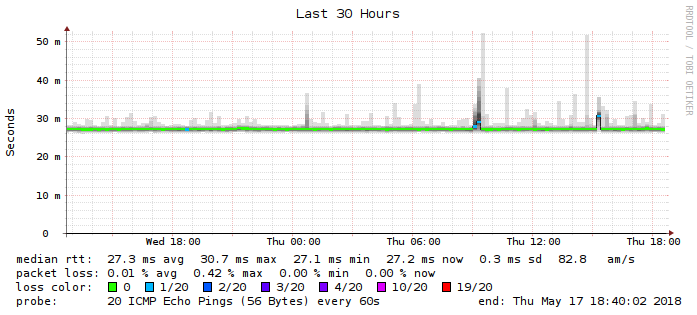 Last 30 Hours
RRDTOOL / TOBI OETIKER
Seconds
50 m
40 m
30 m
20 m
10 m
0
Wed 18:00 Thu 00:00 Thu 06:00 Thu 12:00 Thu 18:00
median rtt: 27.3 ms avg 30.7 ms max 27.1 ms min 27.2 ms now 0.3 ms sd 82.8 am/s
packet loss: 0.01 % avg 0.42 % max 0.00 % min 0.00 % now
loss color: 0 1/20 2/20 3/20 4/20 10/20 19/20
probe: 20 ICMP Echo Pings (56 Bytes) every 60s end: Thu May 17 18:40:02 2018